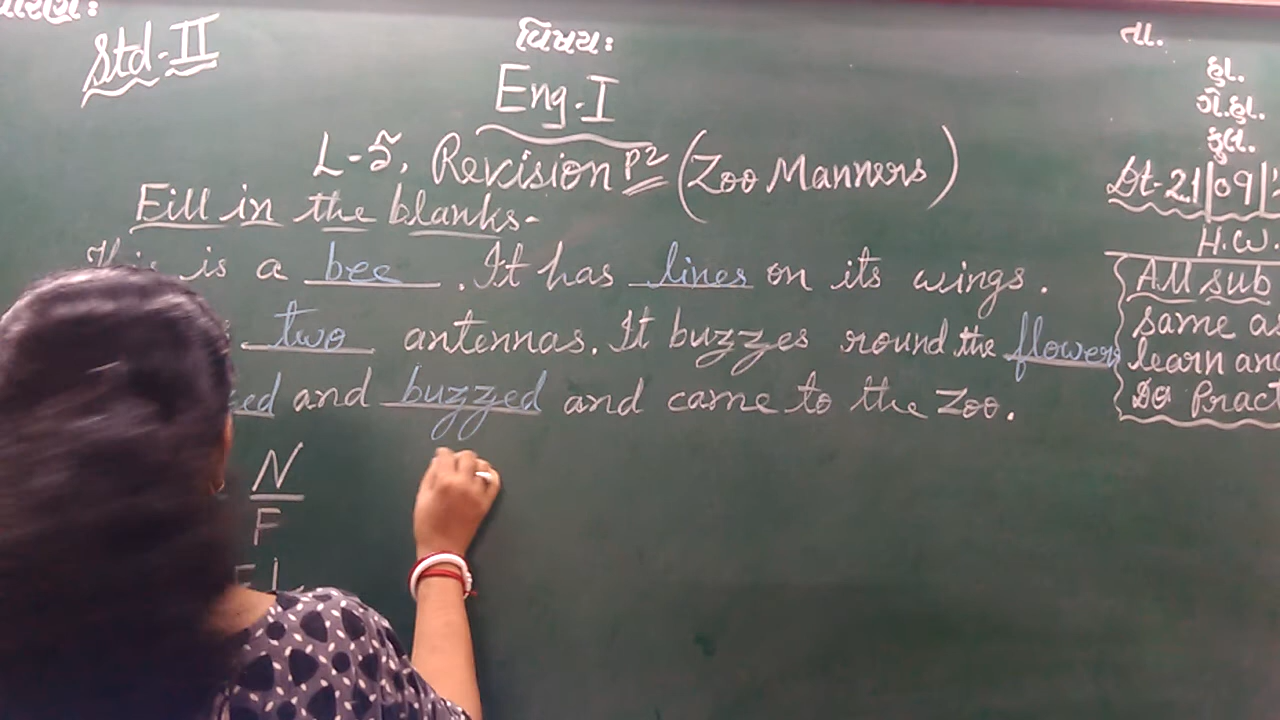 Std-II
વિષય:
તા.
Eng-I
હા.
ગે.હા.
કુલ.
L-5. Revision P2 (Zoo Manners)
Dt-21/09/
Fill in the blanks-
H.W.
This is a bee. It has lines on its wings.
All sub
two antennas. It buzzes round the flowers
same as
learn and
and buzzed and came to the Zoo.
Do Pract
N
F